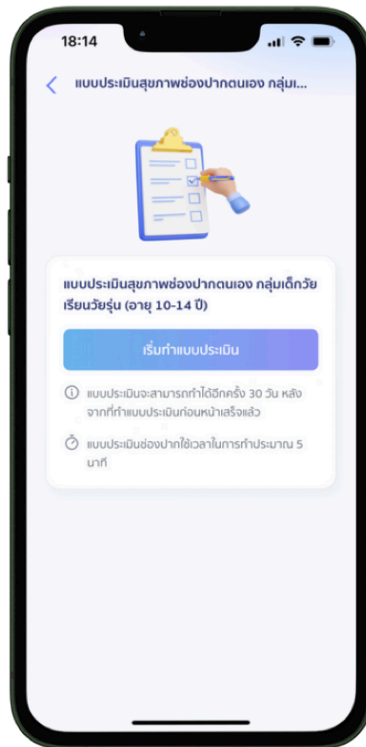 18:14
แบบประเมินสุขภาพช่องปากตนเอง กลุ่มเ...
แบบประเมินสุขภาพช่องปากตนเอง กลุ่มเด็กวัย
เรียนวัยรุ่น (อายุ 10-14 ปี)
เริ่มทำแบบประเมิน
แบบประเมินจะสามารถทำได้อีกครั้ง 30 วัน หลัง
จากที่ทำแบบประเมินก่อนหน้าเสร็จแล้ว
แบบประเมินช่องปากใช้เวลาในการทำประมาณ 5
นาที